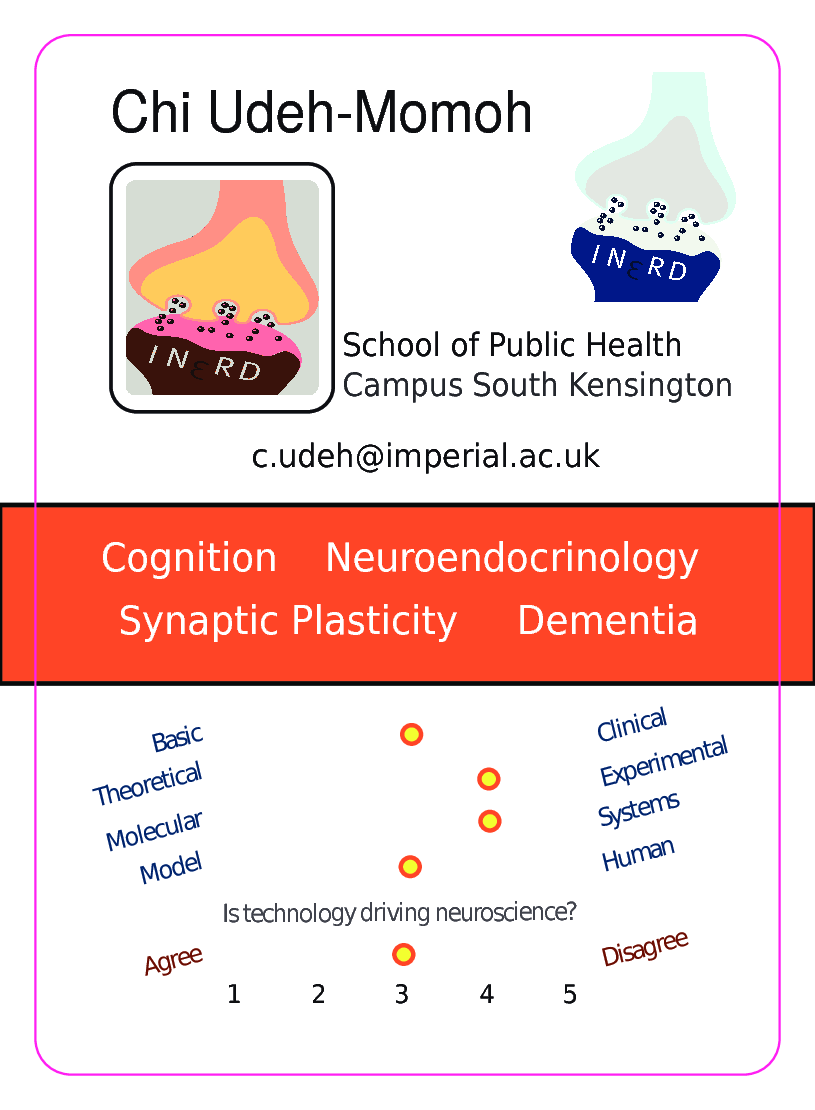 Chi Udeh-Momoh
INεRD
INεRD
School of Public Health
Campus South Kensington
c.udeh@imperial.ac.uk
Cognition Neuroendocrinology
Synaptic Plasticity Dementia
Basic Clinical
Theoretical Experimental
Molecular Systems
Model Human
Is technology driving neuroscience?
Agree Disagree
1 2 3 4 5